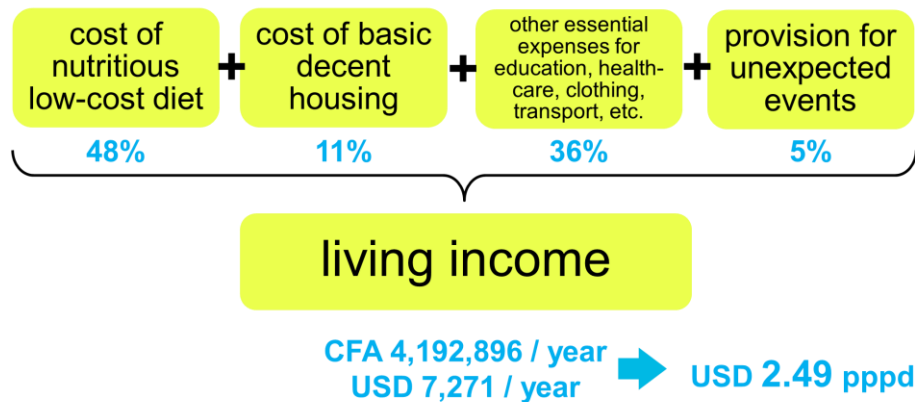 cost of
nutritious
low-cost diet
+
cost of basic
decent
housing
+
other essential
expenses for
education, health-
care, clothing,
transport, etc.
+
provision for
unexpected
events
48%
11%
36%
5%
living income
CFA 4,192,896 / year
USD 7,271 / year
USD 2.49 pppd